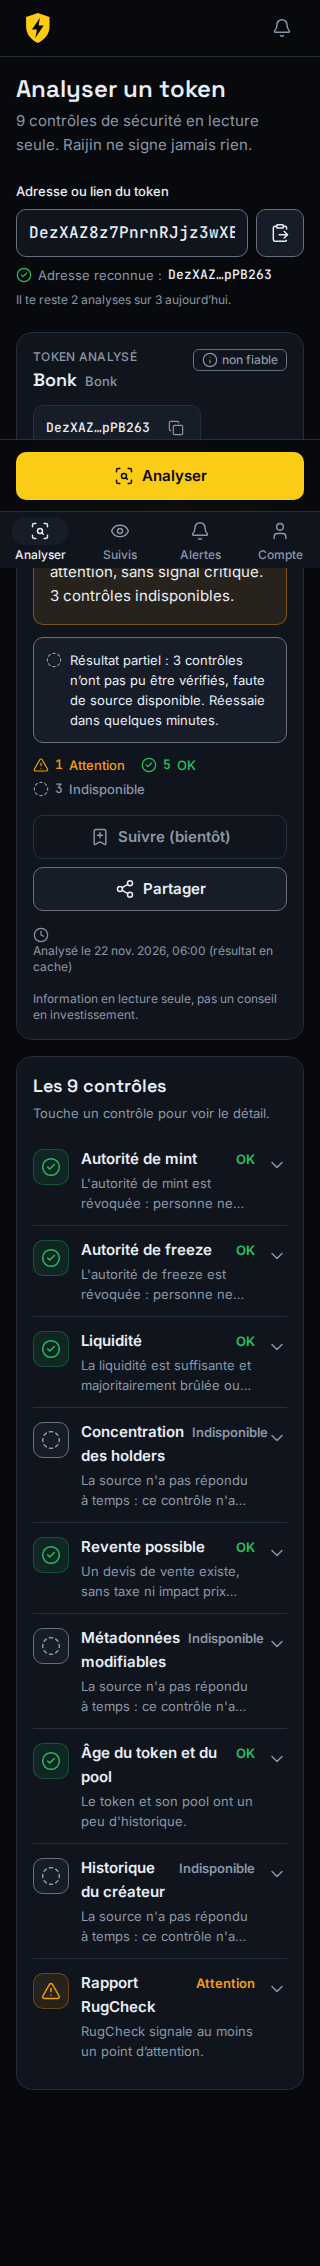 Analyser un token
9 contrôles de sécurité en lecture
seule. Raijin ne signe jamais rien.
Adresse ou lien du token
DezXAZ8z7PnrnRJjz3wXE
Adresse reconnue : DezXAZ…pPB263
Il te reste 2 analyses sur 3 aujourd’hui.
TOKEN ANALYSÉ
non fiable
Bonk Bonk
DezXAZ…pPB263
Analyser
Analyser Suivis Alertes Compte
attention, sans signal critique.
3 contrôles indisponibles.
Résultat partiel : 3 contrôles
n’ont pas pu être vérifiés, faute
de source disponible. Réessaie
dans quelques minutes.
1 Attention 5 OK
3 Indisponible
Suivre (bientôt)
Partager
Analysé le 22 nov. 2026, 06:00 (résultat en
cache)
Information en lecture seule, pas un conseil
en investissement.
Les 9 contrôles
Touche un contrôle pour voir le détail.
Autorité de mint OK
L'autorité de mint est
révoquée : personne ne…
Autorité de freeze OK
L'autorité de freeze est
révoquée : personne ne…
Liquidité OK
La liquidité est suffisante et
majoritairement brûlée ou…
Concentration Indisponible
des holders
La source n'a pas répondu
à temps : ce contrôle n'a…
Revente possible OK
Un devis de vente existe,
sans taxe ni impact prix…
Métadonnées Indisponible
modifiables
La source n'a pas répondu
à temps : ce contrôle n'a…
Âge du token et du OK
pool
Le token et son pool ont un
peu d'historique.
Historique Indisponible
du créateur
La source n'a pas répondu
à temps : ce contrôle n'a…
Rapport Attention
RugCheck
RugCheck signale au moins
un point d’attention.